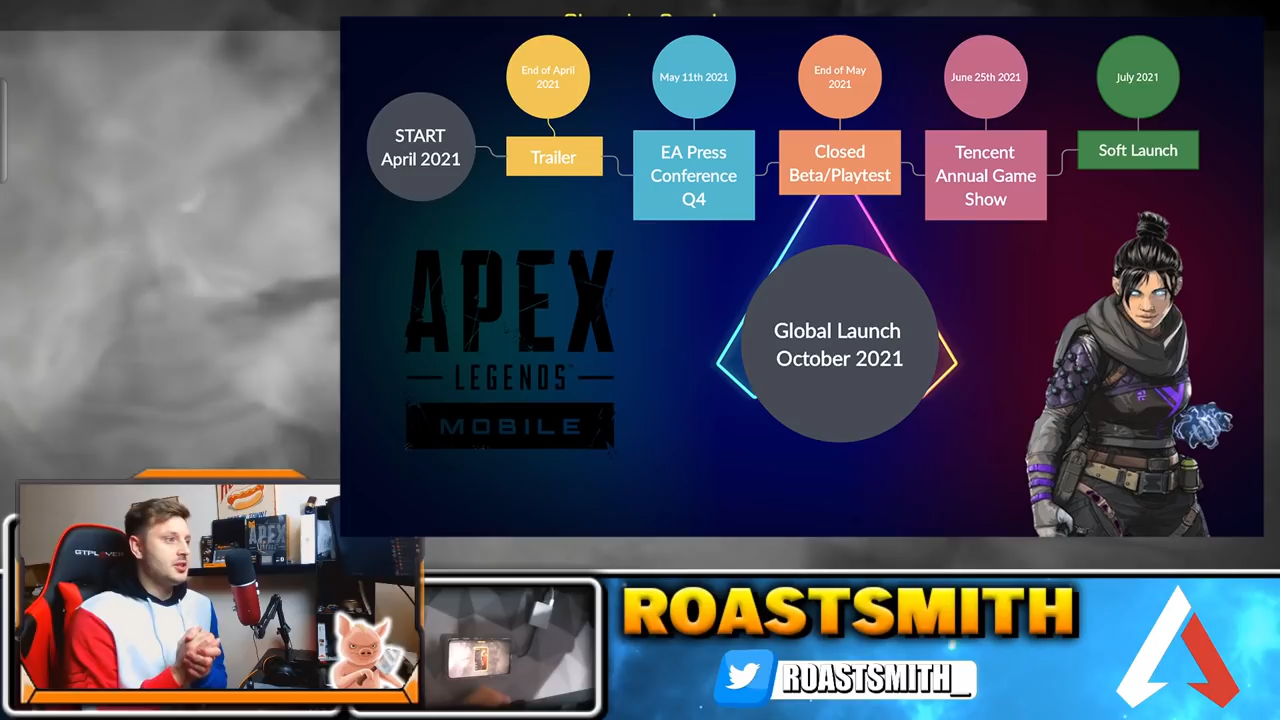 End of April
2021
May 11th 2021
End of May
2021
June 25th 2021
July 2021
START
April 2021
Trailer
EA Press
Conference
Q4
Closed
Beta/Playtest
Tencent
Annual Game
Show
Soft Launch
APEX
LEGENDS
MOBILE
Global Launch
October 2021
GTPLAYER
APEX
ROASTSMITH
ROASTSMITH_